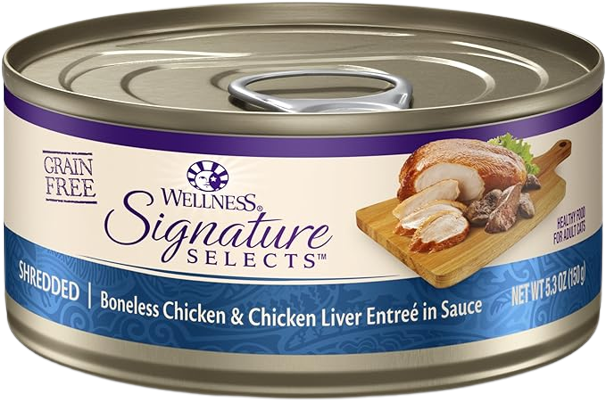 GRAIN
FREE
WELLNESS®
Signature
SELECTS™
HEALTHY FOOD
FOR ADULT CATS
SHREDDED | Boneless Chicken & Chicken Liver Entreé in Sauce
NET WT 5.3 OZ (150g)